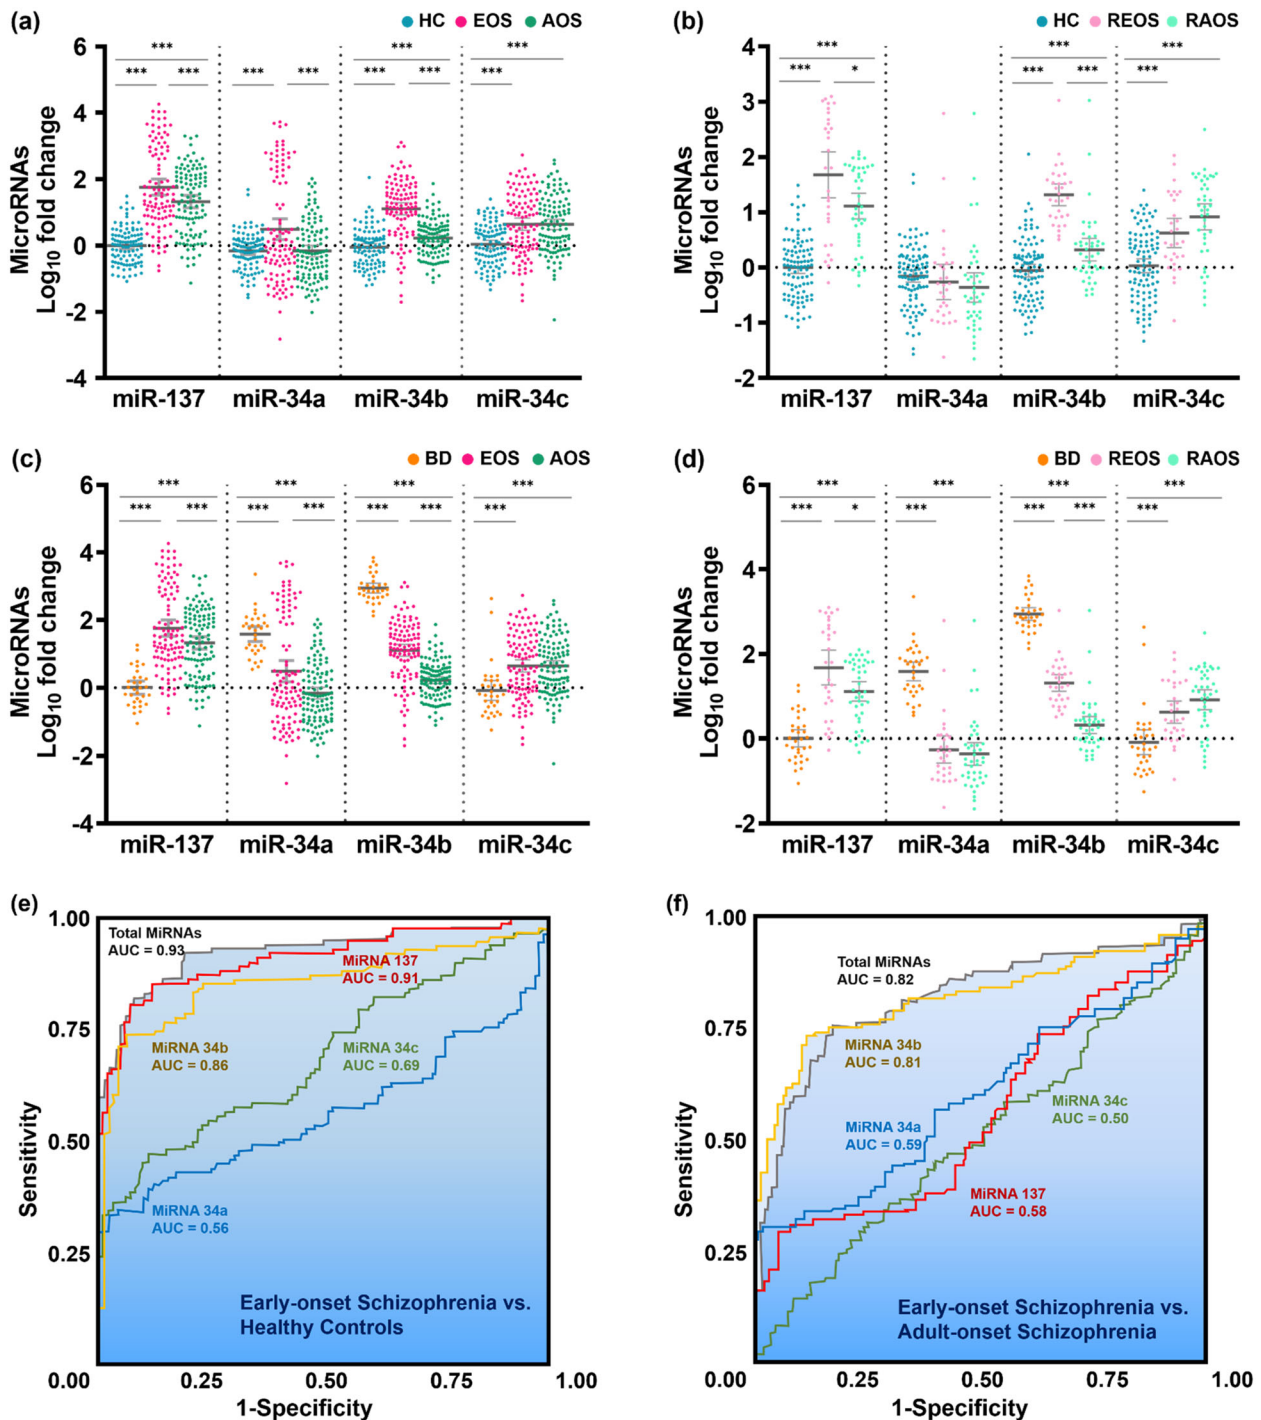 (a)
HC EOS AOS
MicroRNAs
Log10 fold change
6
4
2
0
-2
-4
*** *** ***
*** ***
*** *** ***
*** ***
miR-137 miR-34a miR-34b miR-34c
(b)
HC REOS RAOS
MicroRNAs
Log10 fold change
4
3
2
1
0
-1
-2
*** *** *
*** *** ***
*** ***
miR-137 miR-34a miR-34b miR-34c
(c)
BD EOS AOS
MicroRNAs
Log10 fold change
6
4
2
0
-2
-4
*** *** ***
*** *** ***
*** *** ***
*** ***
miR-137 miR-34a miR-34b miR-34c
(d)
BD REOS RAOS
MicroRNAs
Log10 fold change
6
4
2
0
-2
*** *** *
*** ***
*** *** ***
*** ***
miR-137 miR-34a miR-34b miR-34c
(e)
Sensitivity
1.00
0.75
0.50
0.25
Total MiRNAs
AUC = 0.93
MiRNA 137
AUC = 0.91
MiRNA 34b
AUC = 0.86
MiRNA 34c
AUC = 0.69
MiRNA 34a
AUC = 0.56
Early-onset Schizophrenia vs.
Healthy Controls
0.00 0.25 0.50 0.75 1.00
1-Specificity
(f)
Sensitivity
1.00
0.75
0.50
0.25
Total MiRNAs
AUC = 0.82
MiRNA 34b
AUC = 0.81
MiRNA 34c
AUC = 0.50
MiRNA 34a
AUC = 0.59
MiRNA 137
AUC = 0.58
Early-onset Schizophrenia vs.
Adult-onset Schizophrenia
0.00 0.25 0.50 0.75 1.00
1-Specificity